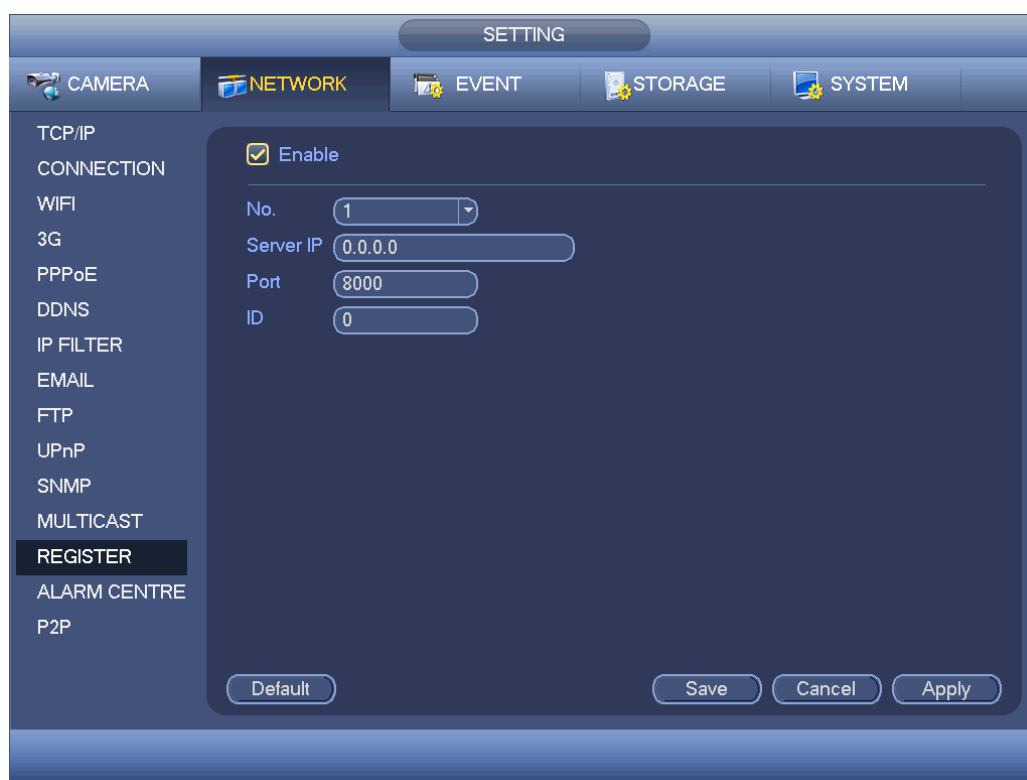 SETTING
CAMERA NETWORK EVENT STORAGE SYSTEM
TCP/IP
CONNECTION
WIFI
3G
PPPoE
DDNS
IP FILTER
EMAIL
FTP
UPnP
SNMP
MULTICAST
REGISTER
ALARM CENTRE
P2P
Enable
No. 1
Server IP 0.0.0.0
Port 8000
ID 0
Default Save Cancel Apply